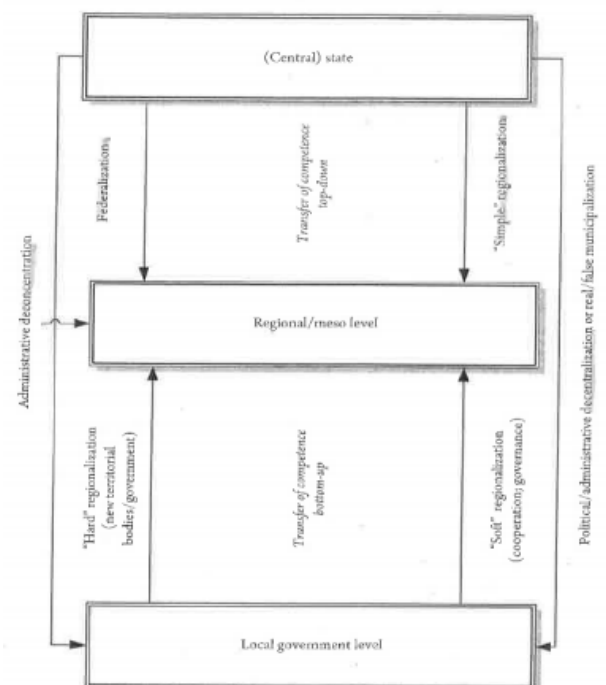 (Central) state
Federalization
Transfer of competence
top-down
"Simple" regionalization
Administrative deconcentration
Political/administrative decentralization or real/false municipalization
Regional/meso level
"Hard" regionalization
(new territorial
bodies/government)
Transfer of competence
bottom-up
"Soft" regionalization
(cooperation; governance)
Local government level